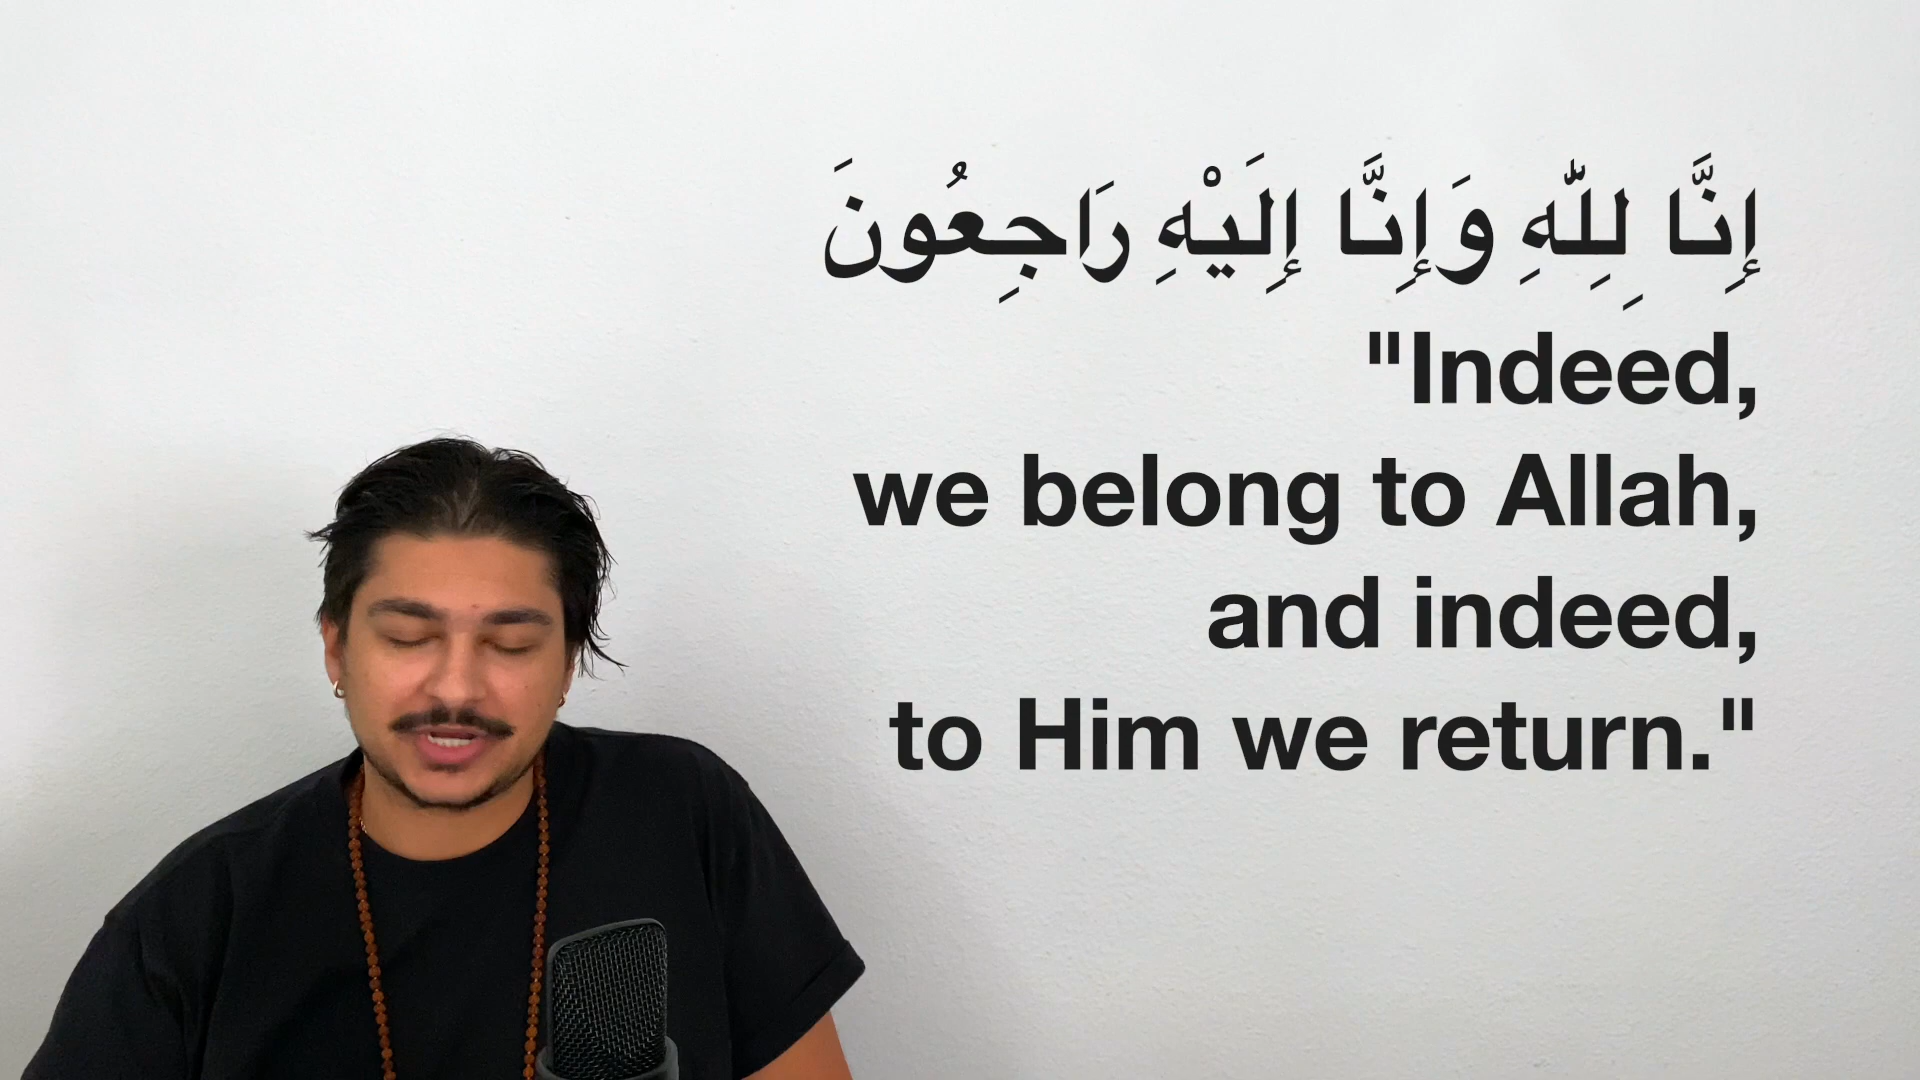 إِنَّا لِلّٰهِ وَإِنَّا إِلَيْهِ رَاجِعُونَ
"Indeed,
we belong to Allah,
and indeed,
to Him we return."